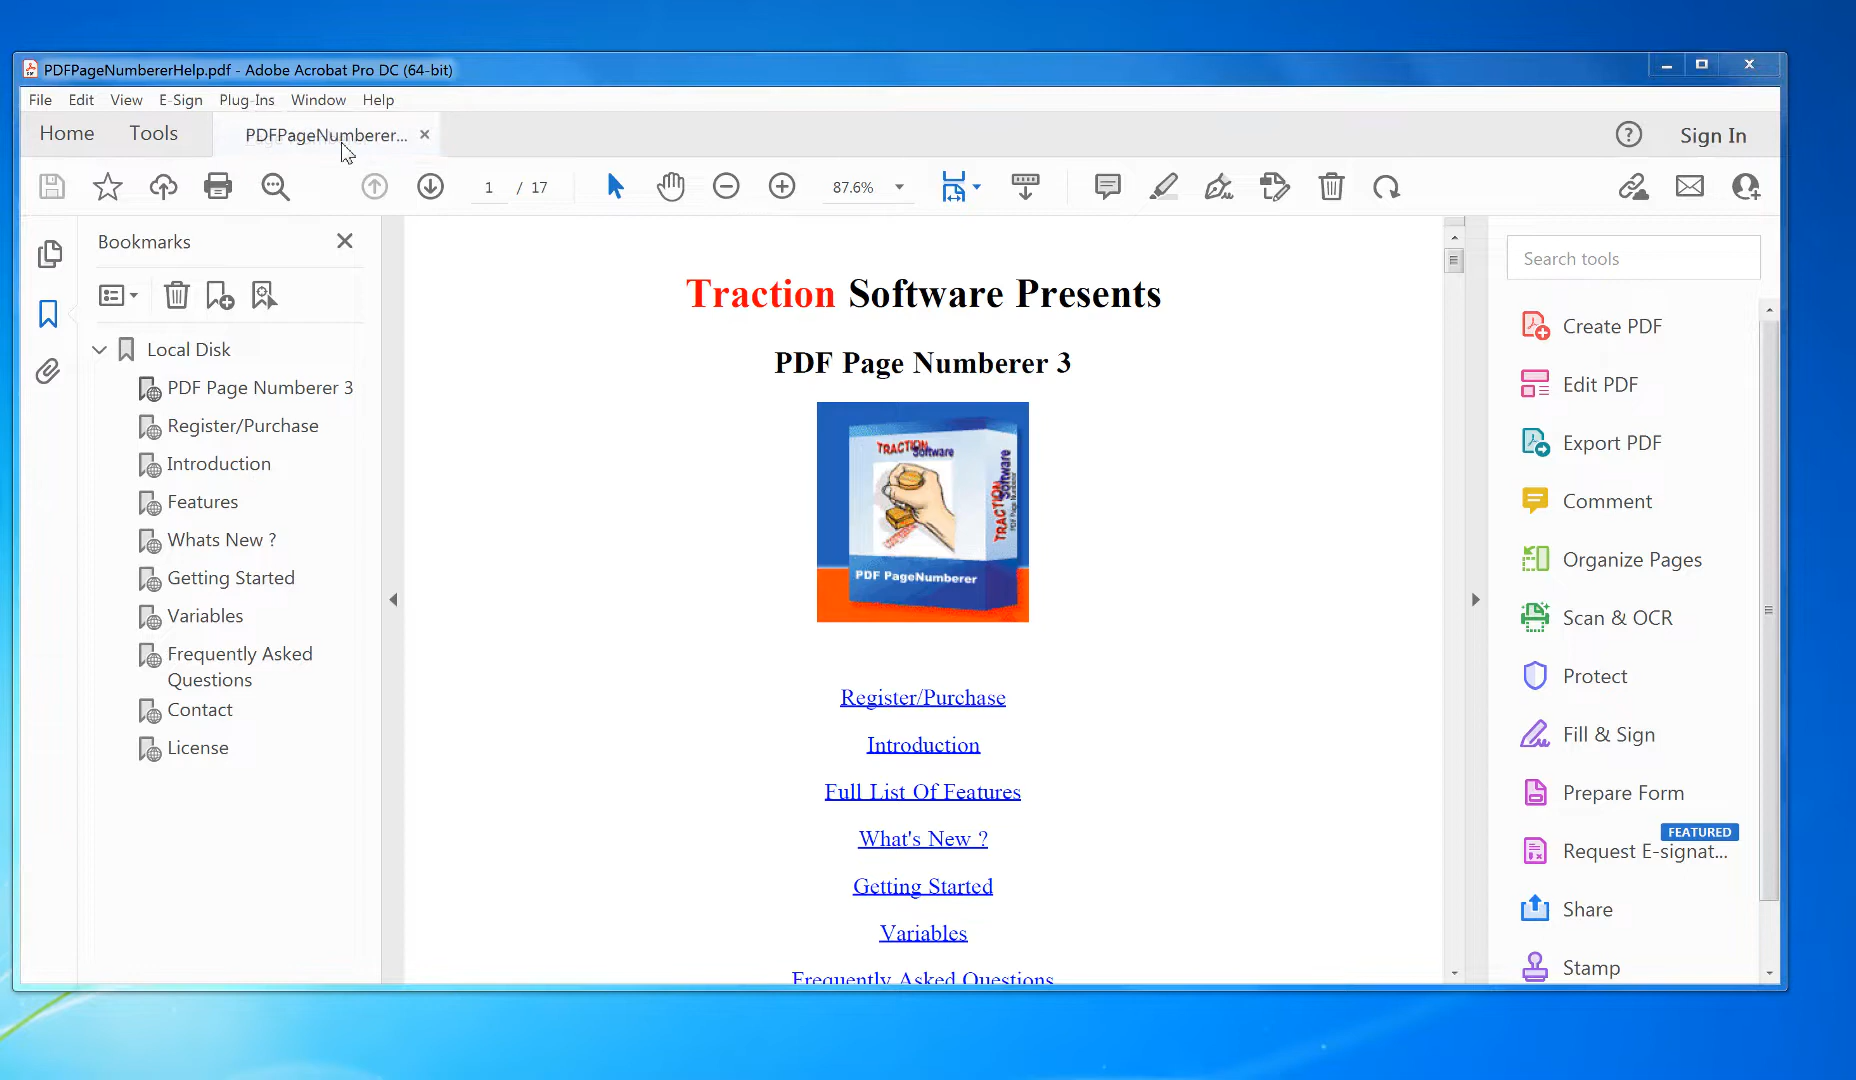 PDFPageNumbererHelp.pdf - Adobe Acrobat Pro DC (64-bit)
File Edit View E-Sign Plug-Ins Window Help
Home Tools PDFPageNumberer... Sign In
1 / 17 87.6%
Bookmarks
Local Disk
PDF Page Numberer 3
Register/Purchase
Introduction
Features
Whats New ?
Getting Started
Variables
Frequently Asked
Questions
Contact
License
Traction Software Presents
PDF Page Numberer 3
TRACTION
Software
TRACTION
Software
PDF Page Numberer
PDF PageNumberer
Register/Purchase
Introduction
Full List Of Features
What's New ?
Getting Started
Variables
Frequently Asked Questions
Search tools
Create PDF
Edit PDF
Export PDF
Comment
Organize Pages
Scan & OCR
Protect
Fill & Sign
Prepare Form
FEATURED
Request E-signat...
Share
Stamp